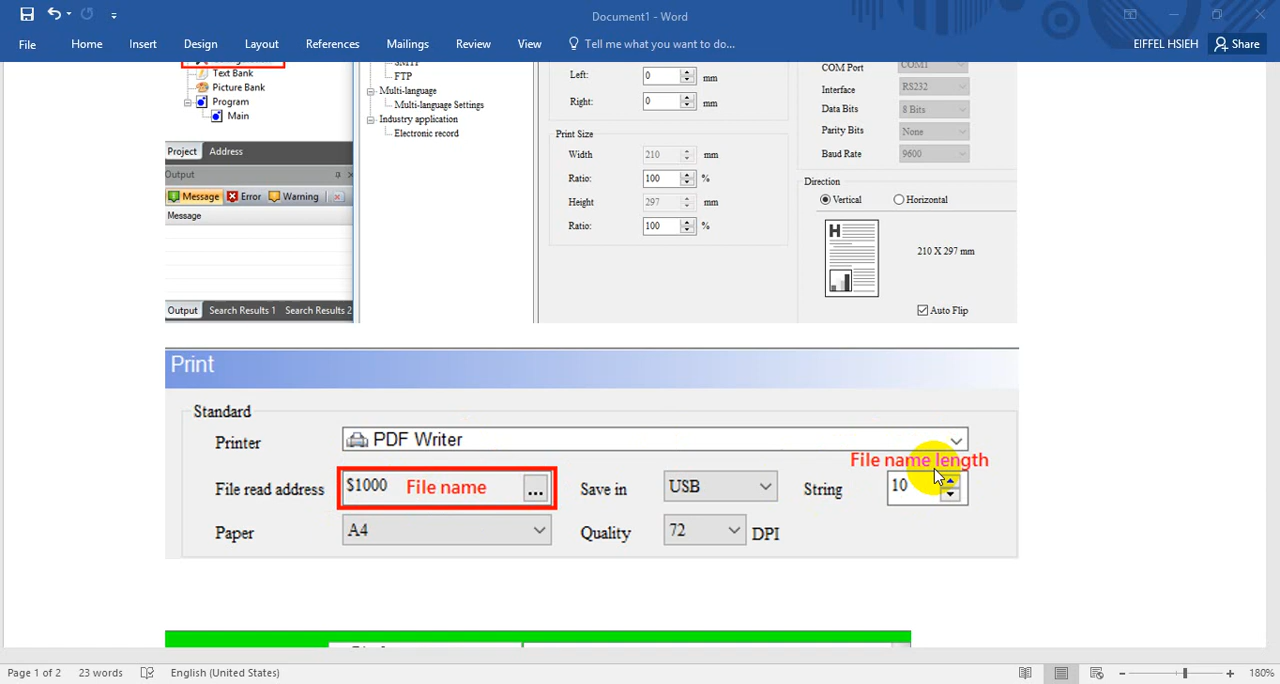 Document1 - Word
File Home Insert Design Layout References Mailings Review View Tell me what you want to do... EIFFEL HSIEH Share
Text Bank
Picture Bank
Program
Main
Project Address
Output
Message Error Warning
Message
Output Search Results 1 Search Results 2
FTP
Multi-language
Multi-language Settings
Industry application
Electronic record
Left: 0 mm
Right: 0 mm
Print Size
Width 210 mm
Ratio: 100 %
Height 297 mm
Ratio: 100 %
COM Port COM1
Interface RS232
Data Bits 8 Bits
Parity Bits None
Baud Rate 9600
Direction
Vertical Horizontal
H
210 X 297 mm
Auto Flip
Print
Standard
Printer PDF Writer
File name length
File read address $1000 File name ... Save in USB String 10
Paper A4 Quality 72 DPI
Page 1 of 2 23 words English (United States) 180%